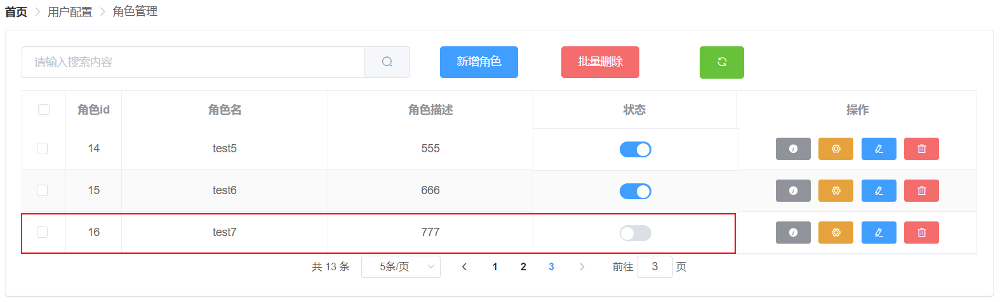 首页 > 用户配置 > 角色管理
请输入搜索内容 新增角色 批量删除
角色id 角色名 角色描述 状态 操作
14 test5 555
15 test6 666
16 test7 777
共 13 条 5条/页 < 1 2 3 > 前往 3 页